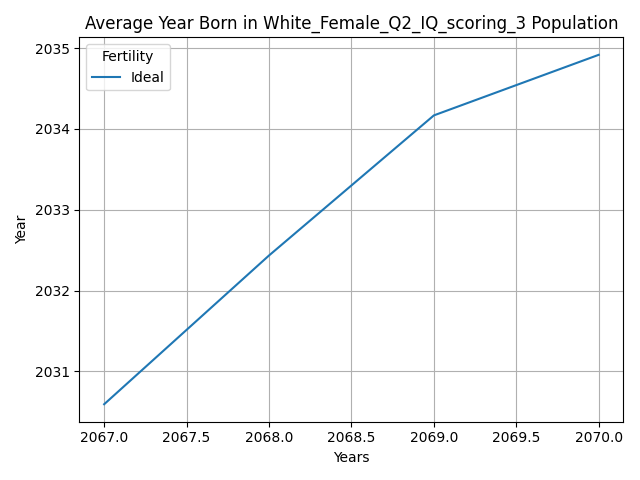 Average Year Born in White_Female_Q2_IQ_scoring_3 Population
Fertility
Ideal
2035
2034
2033
2032
2031
Year
2067.0 2067.5 2068.0 2068.5 2069.0 2069.5 2070.0
Years